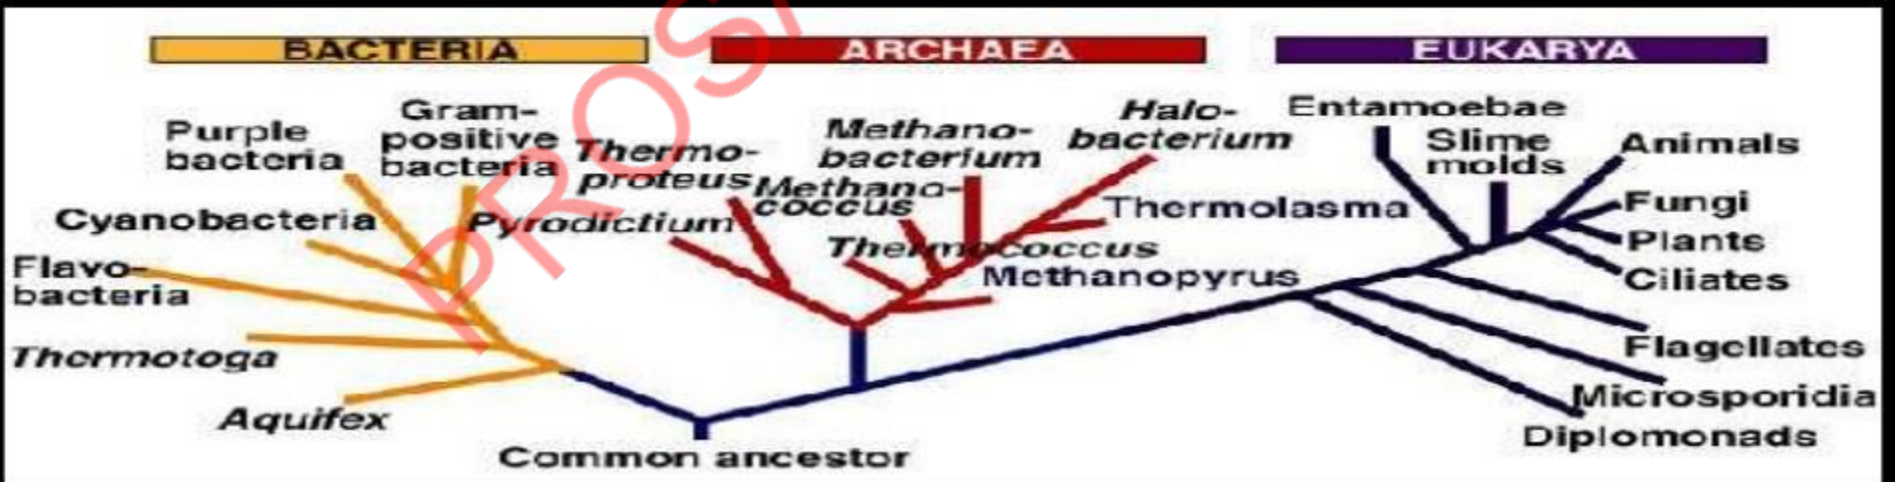 BACTERIA
ARCHAEA
EUKARYA
Purple
bacteria
Gram-
positive
bacteria
Cyanobacteria
Flavo-
bacteria
Thermotoga
Aquifex
Thermo-
proteus
Pyrodictium
Methano-
bacterium
Methano-
coccus
Thermococcus
Halo-
bacterium
Thermolasma
Methanopyrus
Entamoebae
Slime
molds
Animals
Fungi
Plants
Ciliates
Flagellates
Microsporidia
Diplomonads
Common ancestor